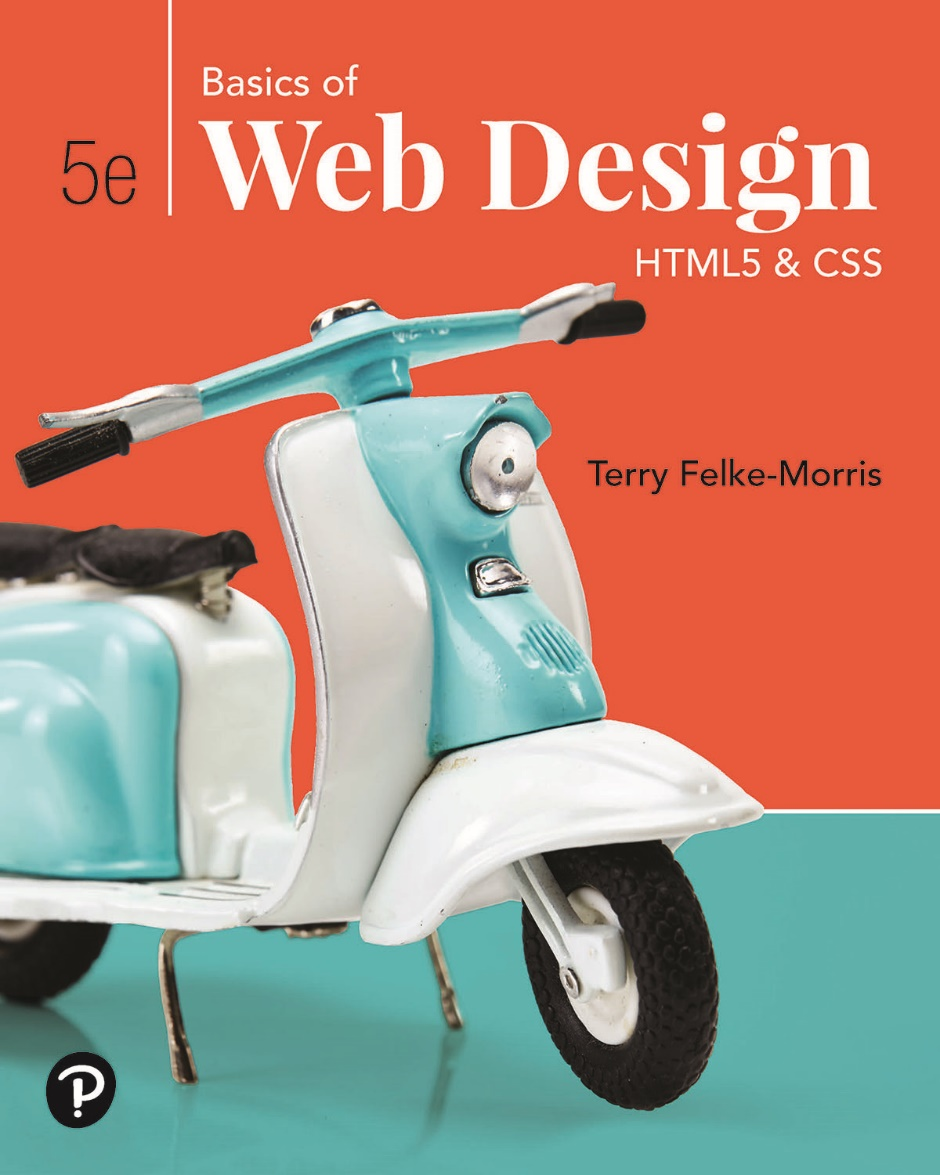 Basics of
5e
Web Design
HTML5 & CSS
Terry Felke-Morris